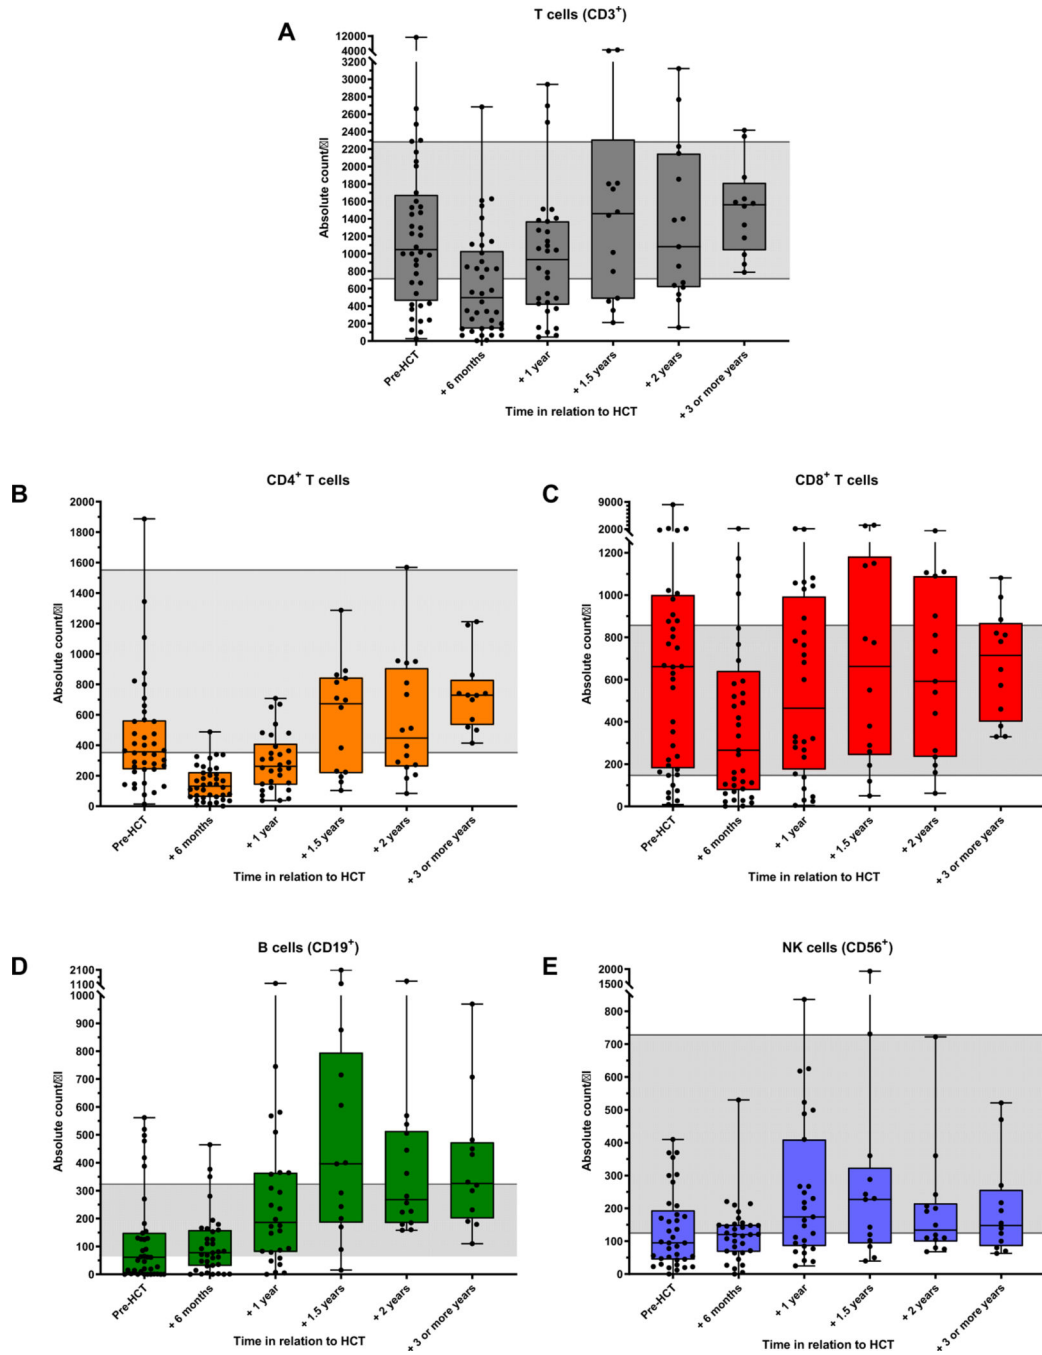 A
T cells (CD3⁺)
Absolute count/⍰l
12000
4000
3200
3000
2800
2600
2400
2200
2000
1800
1600
1400
1200
1000
800
600
400
200
0
Pre-HCT
+ 6 months
+ 1 year
+ 1.5 years
+ 2 years
+ 3 or more years
Time in relation to HCT
B
CD4⁺ T cells
Absolute count/⍰l
2000
1800
1600
1400
1200
1000
800
600
400
200
0
Pre-HCT
+ 6 months
+ 1 year
+ 1.5 years
+ 2 years
+ 3 or more years
Time in relation to HCT
C
CD8⁺ T cells
Absolute count/⍰l
9000
2000
1200
1000
800
600
400
200
0
Pre-HCT
+ 6 months
+ 1 year
+ 1.5 years
+ 2 years
+ 3 or more years
Time in relation to HCT
D
B cells (CD19⁺)
Absolute count/⍰l
2100
1100
1000
900
800
700
600
500
400
300
200
100
0
Pre-HCT
+ 6 months
+ 1 year
+ 1.5 years
+ 2 years
+ 3 or more years
Time in relation to HCT
E
NK cells (CD56⁺)
Absolute count/⍰l
2000
1500
800
700
600
500
400
300
200
100
0
Pre-HCT
+ 6 months
+ 1 year
+ 1.5 years
+ 2 years
+ 3 or more years
Time in relation to HCT